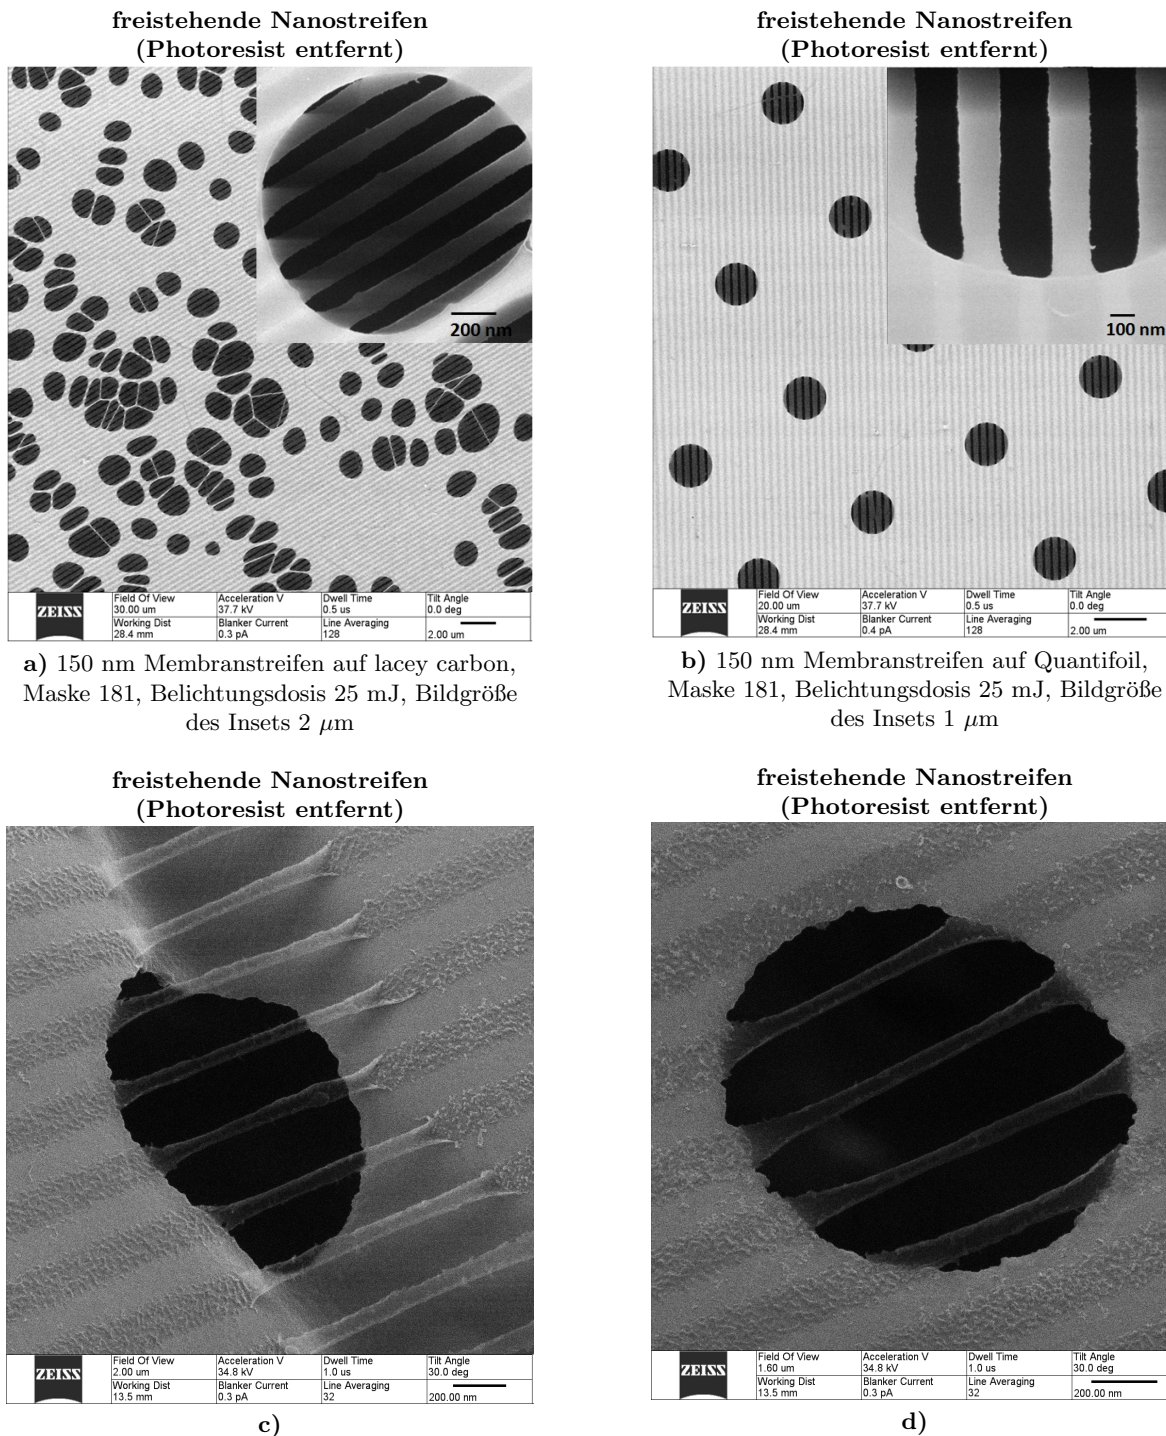 freistehende Nanostreifen
(Photoresist entfernt)
200 nm
ZEISS
Field Of View
30.00 um
Acceleration V
37.7 kV
Dwell Time
0.5 us
Tilt Angle
0.0 deg
Working Dist
28.4 mm
Blanker Current
0.3 pA
Line Averaging
128
2.00 um
a) 150 nm Membranstreifen auf lacey carbon,
Maske 181, Belichtungsdosis 25 mJ, Bildgröße
des Insets 2 μm
freistehende Nanostreifen
(Photoresist entfernt)
100 nm
ZEISS
Field Of View
20.00 um
Acceleration V
37.7 kV
Dwell Time
0.5 us
Tilt Angle
0.0 deg
Working Dist
28.4 mm
Blanker Current
0.4 pA
Line Averaging
128
2.00 um
b) 150 nm Membranstreifen auf Quantifoil,
Maske 181, Belichtungsdosis 25 mJ, Bildgröße
des Insets 1 μm
freistehende Nanostreifen
(Photoresist entfernt)
ZEISS
Field Of View
2.00 um
Acceleration V
34.8 kV
Dwell Time
1.0 us
Tilt Angle
30.0 deg
Working Dist
13.5 mm
Blanker Current
0.3 pA
Line Averaging
32
200.00 nm
c)
freistehende Nanostreifen
(Photoresist entfernt)
ZEISS
Field Of View
1.60 um
Acceleration V
34.8 kV
Dwell Time
1.0 us
Tilt Angle
30.0 deg
Working Dist
13.5 mm
Blanker Current
0.3 pA
Line Averaging
32
200.00 nm
d)